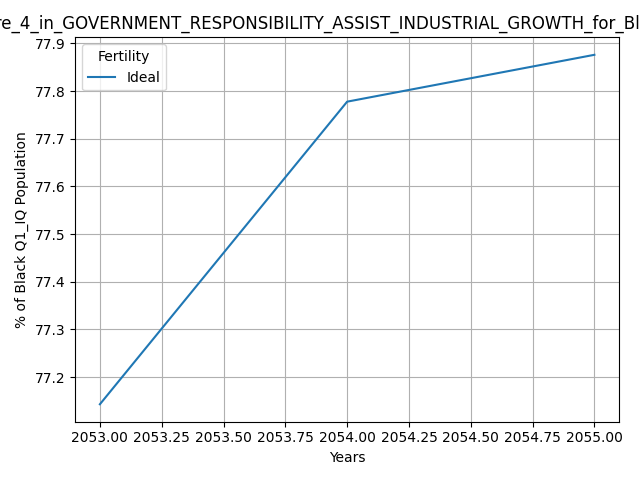 re_4_in_GOVERNMENT_RESPONSIBILITY_ASSIST_INDUSTRIAL_GROWTH_for_Bl
77.9
77.8
77.7
77.6
77.5
77.4
77.3
77.2
% of Black Q1_IQ Population
Fertility
Ideal
2053.00 2053.25 2053.50 2053.75 2054.00 2054.25 2054.50 2054.75 2055.00
Years